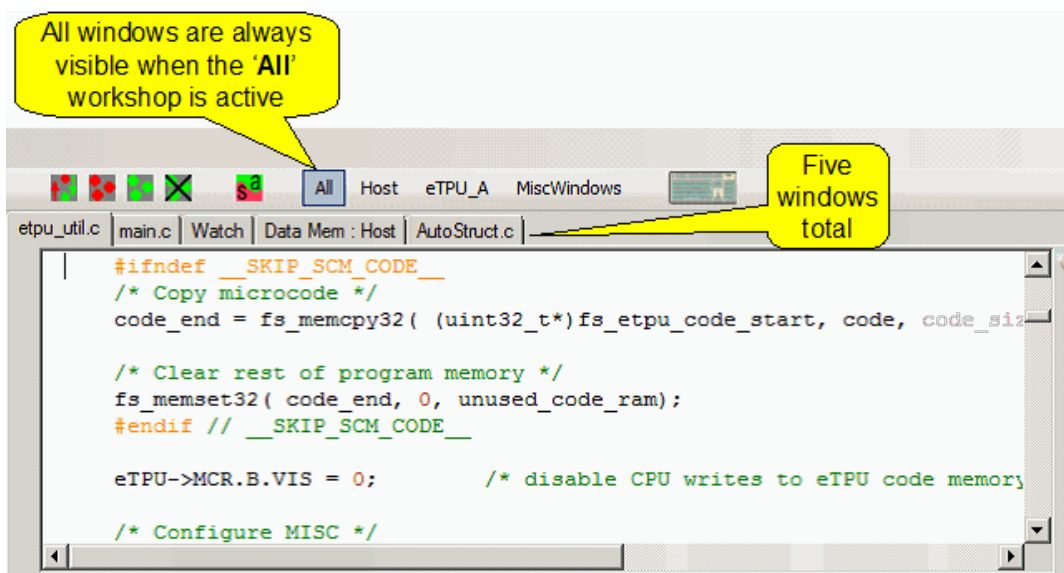 All windows are always
visible when the ‘All’
workshop is active
Five
windows
total
sa All Host eTPU_A MiscWindows
etpu_util.c main.c Watch Data Mem : Host AutoStruct.c
#ifndef __SKIP_SCM_CODE__
/* Copy microcode */
code_end = fs_memcpy32( (uint32_t*)fs_etpu_code_start, code, code_siz
/* Clear rest of program memory */
fs_memset32( code_end, 0, unused_code_ram);
#endif // __SKIP_SCM_CODE__
eTPU->MCR.B.VIS = 0; /* disable CPU writes to eTPU code memory
/* Configure MISC */